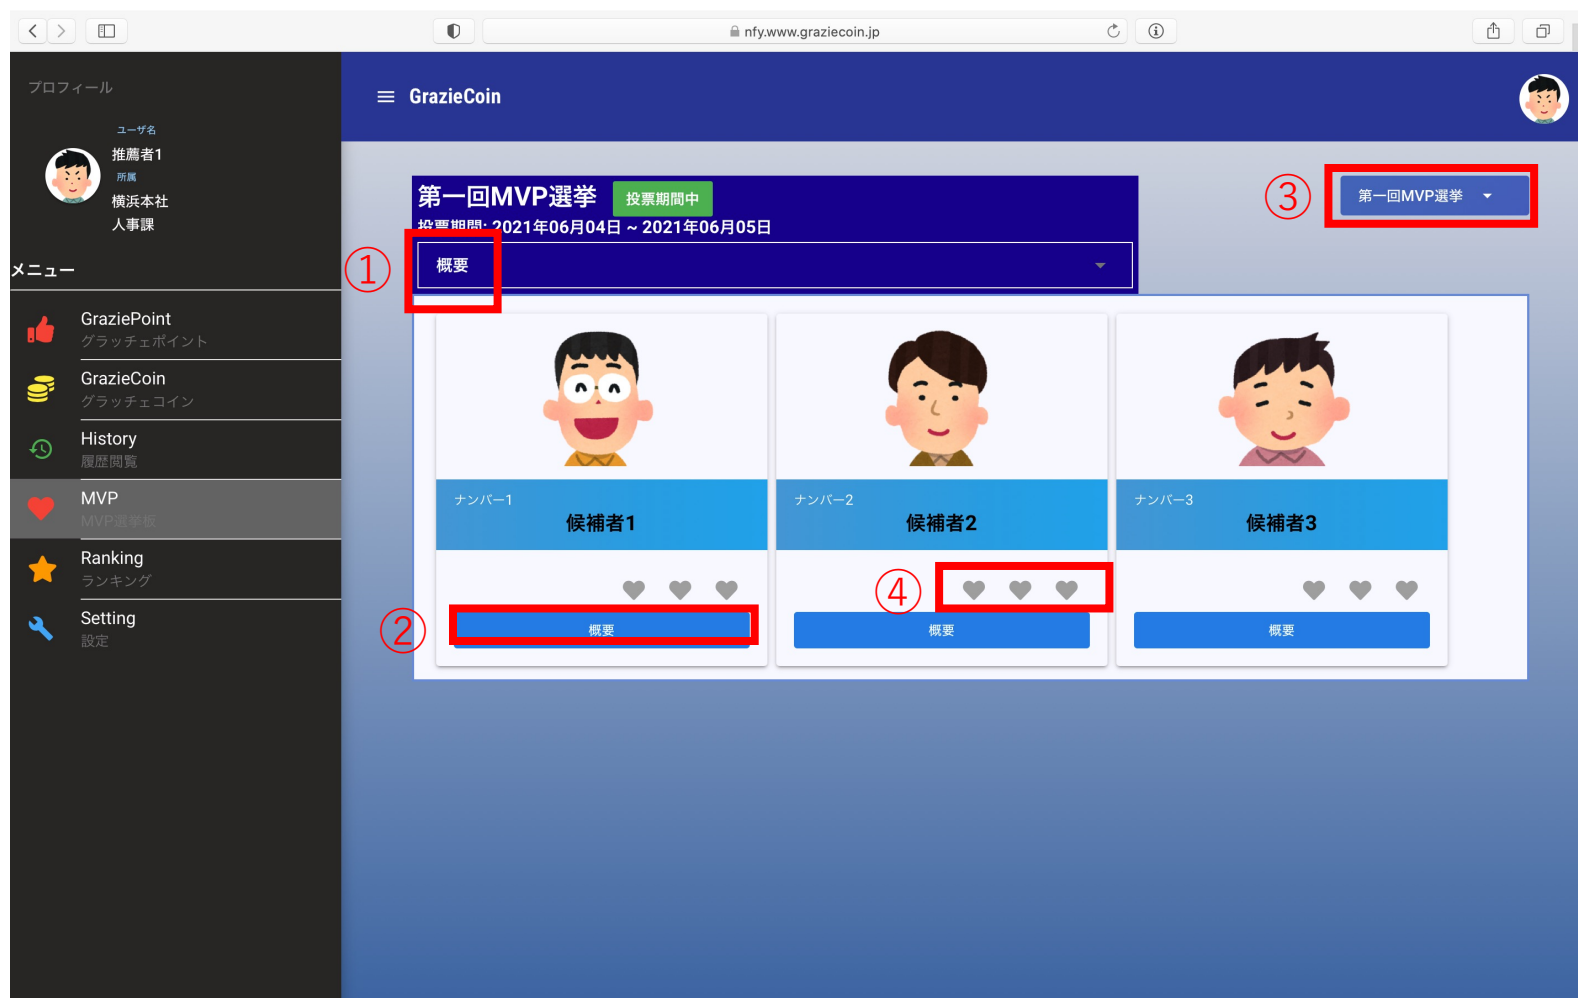 nfy.www.graziecoin.jp
プロフィール
ユーザ名
推薦者1
所属
横浜本社
人事課
メニュー
GraziePoint
グラッチェポイント
GrazieCoin
グラッチェコイン
History
履歴閲覧
MVP
MVP選挙板
Ranking
ランキング
Setting
設定
GrazieCoin
第一回MVP選挙 投票期間中
投票期間: 2021年06月04日 ~ 2021年06月05日
① 概要
③ 第一回MVP選挙
ナンバー1
候補者1
② 概要
ナンバー2
候補者2
④
概要
ナンバー3
候補者3
概要